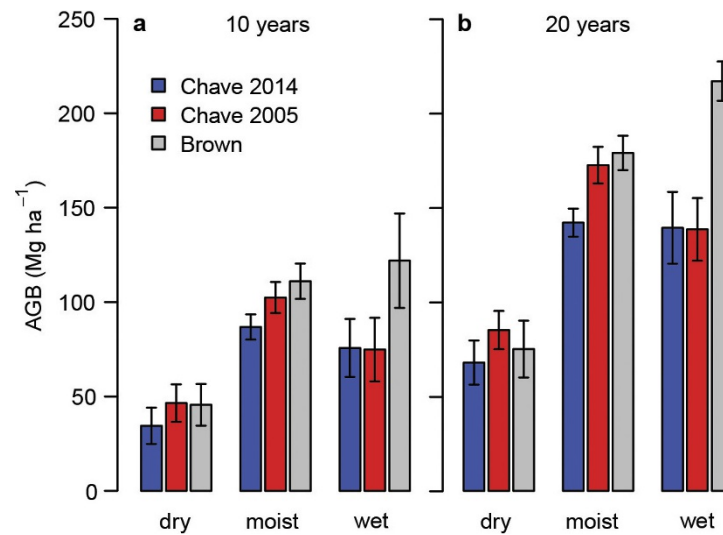 250
200
150
100
50
0
AGB (Mg ha⁻¹)
a 10 years
Chave 2014
Chave 2005
Brown
dry moist wet
b 20 years
dry moist wet